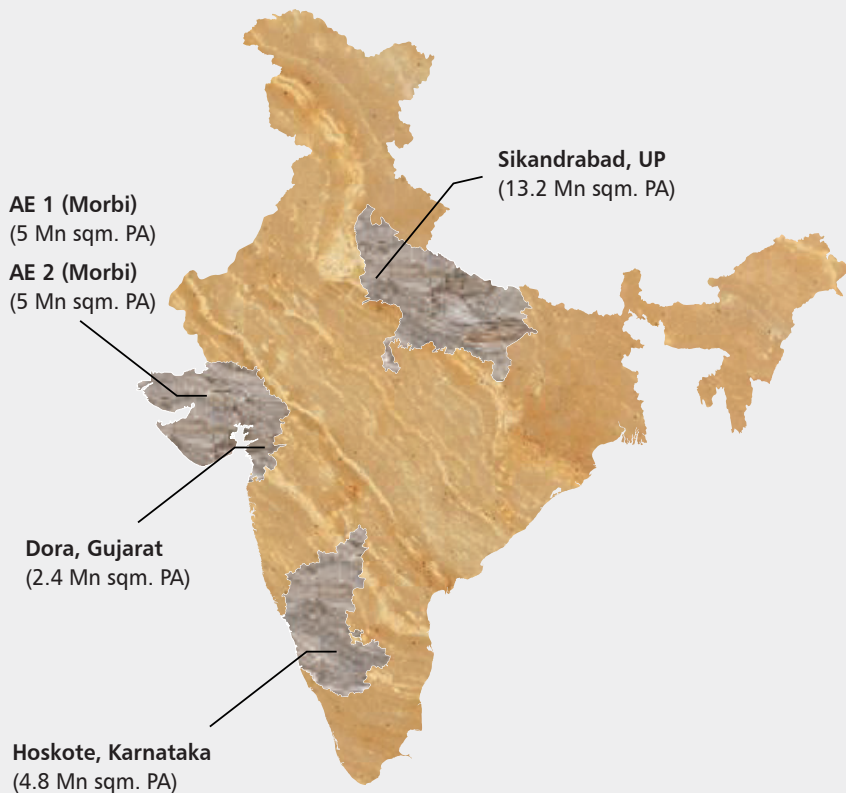 Sikandrabad, UP
(13.2 Mn sqm. PA)
AE 1 (Morbi)
(5 Mn sqm. PA)
AE 2 (Morbi)
(5 Mn sqm. PA)
Dora, Gujarat
(2.4 Mn sqm. PA)
Hoskote, Karnataka
(4.8 Mn sqm. PA)